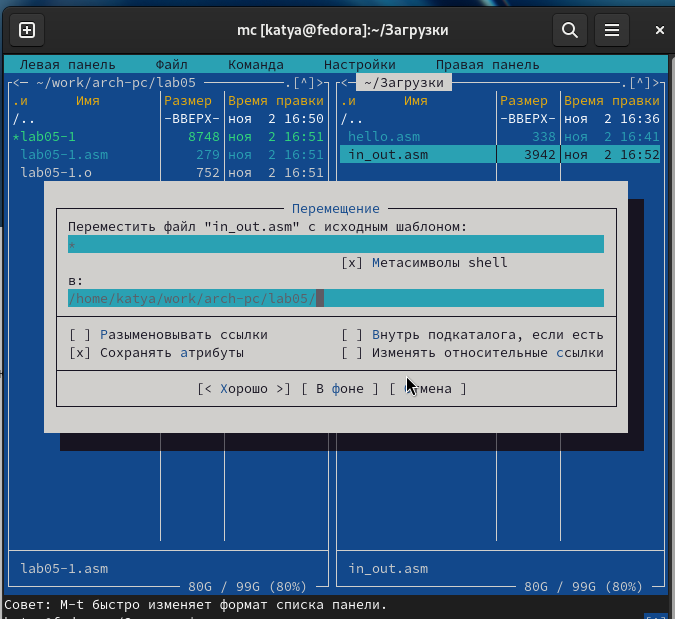 mc [katya@fedora]:~/Загрузки
Левая панель Файл Команда Настройки Правая панель
<─ ~/work/arch-pc/lab05 .[^]> <─ ~/Загрузки .[^]>
.и Имя Размер Время правки .и Имя Размер Время правки
/.. -ВВЕРХ- ноя 2 16:50 /.. -ВВЕРХ- ноя 2 16:36
*lab05-1 8748 ноя 2 16:51 hello.asm 338 ноя 2 16:41
lab05-1.asm 279 ноя 2 16:51 in_out.asm 3942 ноя 2 16:52
lab05-1.o 752 ноя 2 16:51
Перемещение
Переместить файл "in_out.asm" с исходным шаблоном:
*
[x] Метасимволы shell
в:
/home/katya/work/arch-pc/lab05/
[ ] Разыменовывать ссылки [ ] Внутрь подкаталога, если есть
[x] Сохранять атрибуты [ ] Изменять относительные ссылки
[< Хорошо >] [ В фоне ] [ Отмена ]
lab05-1.asm in_out.asm
80G / 99G (80%) 80G / 99G (80%)
Совет: M-t быстро изменяет формат списка панели.